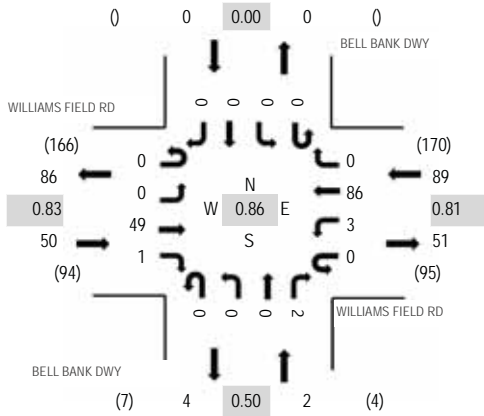 () 0 0.00 0 ()
BELL BANK DWY
WILLIAMS FIELD RD
0 0 0 0
(166) (170)
0 0
86 89
0 86
N
0.83 W 0.86 E 0.81
49 3
50 51
S
1 0
(94) (95)
0 0 0 2
WILLIAMS FIELD RD
BELL BANK DWY
(7) 4 0.50 2 (4)